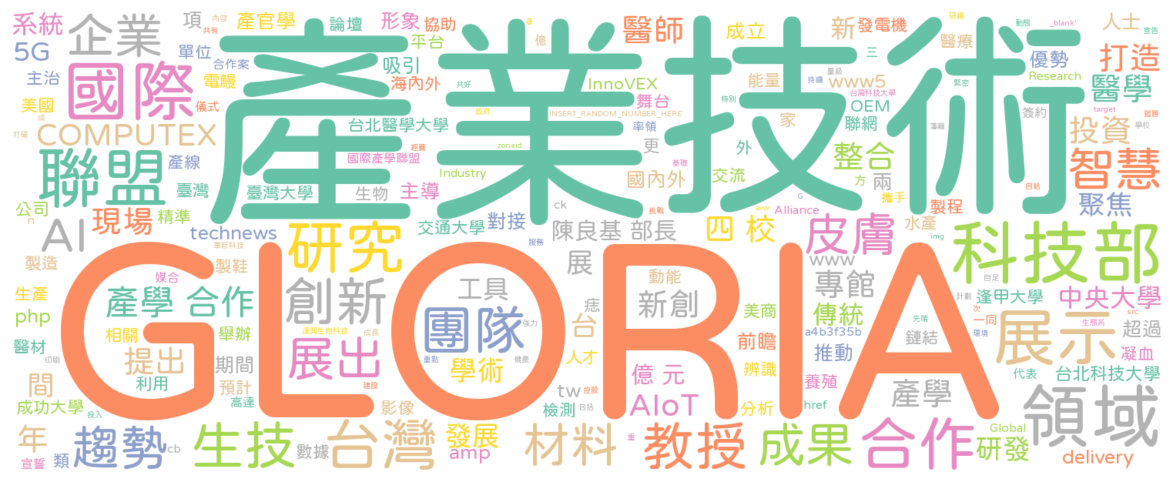 系統
企業
項
產官學
論壇
形象
協助
醫師
成立
新
發電機
人士
5G
單位
合作案
平台
吸引
三
醫療
優勢
打造
主治
國際
電鰻
海內外
InnoVEX
能量
www5
Research
醫學
美國
儀式
產業技術
舞台
OEM
簽約
COMPUTEX
台北醫學大學
INSERT_RANDOM_NUMBER_HERE'
率領
家
聯網
投資
聯盟
產線
國際產學聯盟
更
外
整合
智慧
臺灣
臺灣大學
生物
主導
Industry
國內外
交流
方
兩
公司
現場
精準
ck
Alliance
製程
聚焦
AI
technews
交通大學
對接
陳良基 部長
四 校
皮膚
水產
製造
製鞋
研究
展
www
科技部
媒合
工具
動能
專館
生產
產學 合作
創新
團隊
痣
新創
美商
傳統
逢甲大學
中央大學
php
相關
舉辦
台
a4b3f35b
一同
GLORIA
醫材
提出
期間
展出
人才
前瞻
推動
鏈結
展示
超過
間
利用
預計
學術
億 元
辨識
養殖
代表
凝血
台北科技大學
成功大學
高速
影像
tw
檢測
AIoT
分析
href
產學
領域
年
趨勢
生技
台灣
發展
材料
教授
成果
合作
Global
研發
宣誓
類
cb
數據
amp
delivery